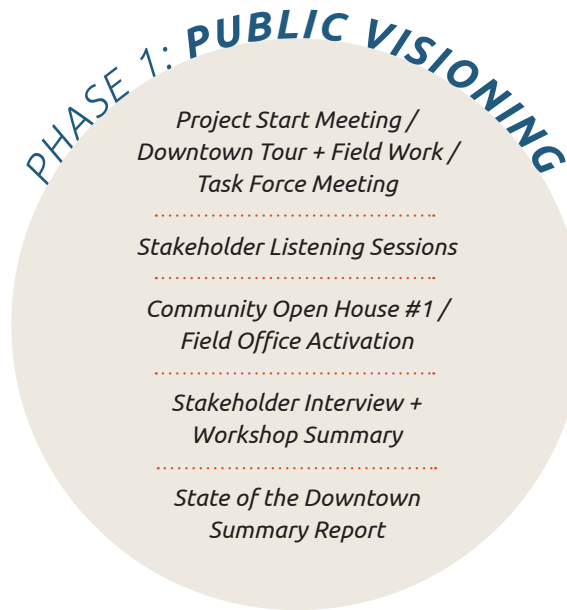 PHASE 1: PUBLIC VISIONING
Project Start Meeting /
Downtown Tour + Field Work /
Task Force Meeting
Stakeholder Listening Sessions
Community Open House #1 /
Field Office Activation
Stakeholder Interview +
Workshop Summary
State of the Downtown
Summary Report